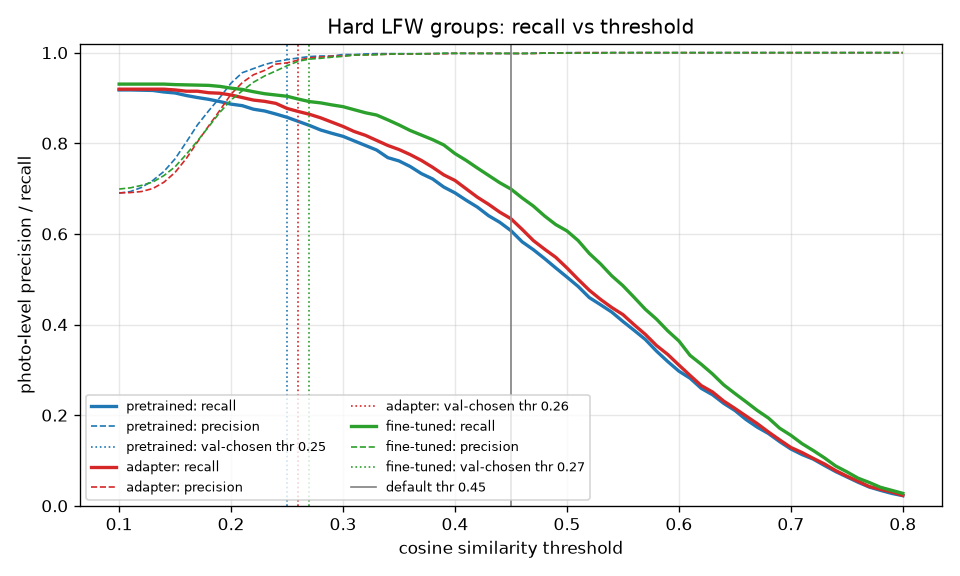 Hard LFW groups: recall vs threshold
photo-level precision / recall
1.0
0.8
0.6
0.4
0.2
0.0
pretrained: recall
pretrained: precision
pretrained: val-chosen thr 0.25
adapter: recall
adapter: precision
adapter: val-chosen thr 0.26
fine-tuned: recall
fine-tuned: precision
fine-tuned: val-chosen thr 0.27
default thr 0.45
0.1 0.2 0.3 0.4 0.5 0.6 0.7 0.8
cosine similarity threshold